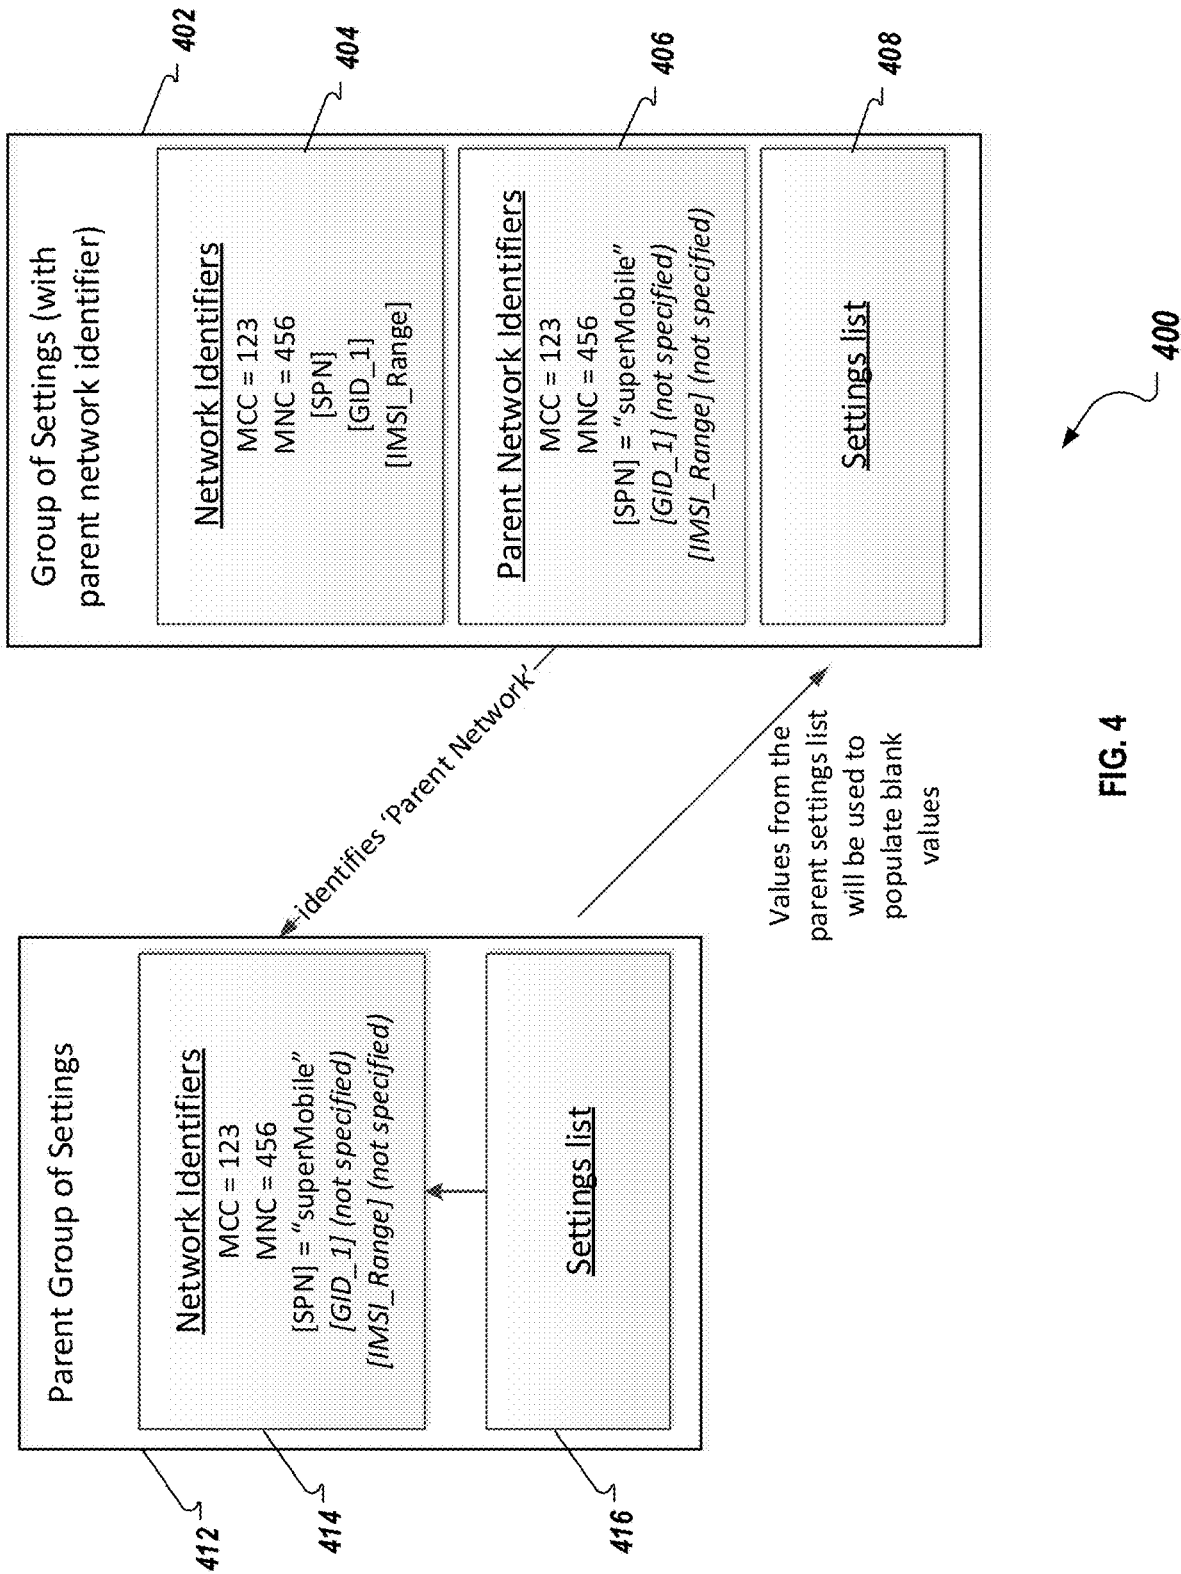 Parent Group of Settings
Network Identifiers
MCC = 123
MNC = 456
[SPN] = “superMobile”
[GID_1] (not specified)
[IMSI_Range] (not specified)
Settings list
412
414
416
identifies ‘Parent Network’
Values from the
parent settings list
will be used to
populate blank
values
Group of Settings (with
parent network identifier)
Network Identifiers
MCC = 123
MNC = 456
[SPN]
[GID_1]
[IMSI_Range]
Parent Network Identifiers
MCC = 123
MNC = 456
[SPN] = “superMobile”
[GID_1] (not specified)
[IMSI_Range] (not specified)
Settings list
402
404
406
408
400
FIG. 4